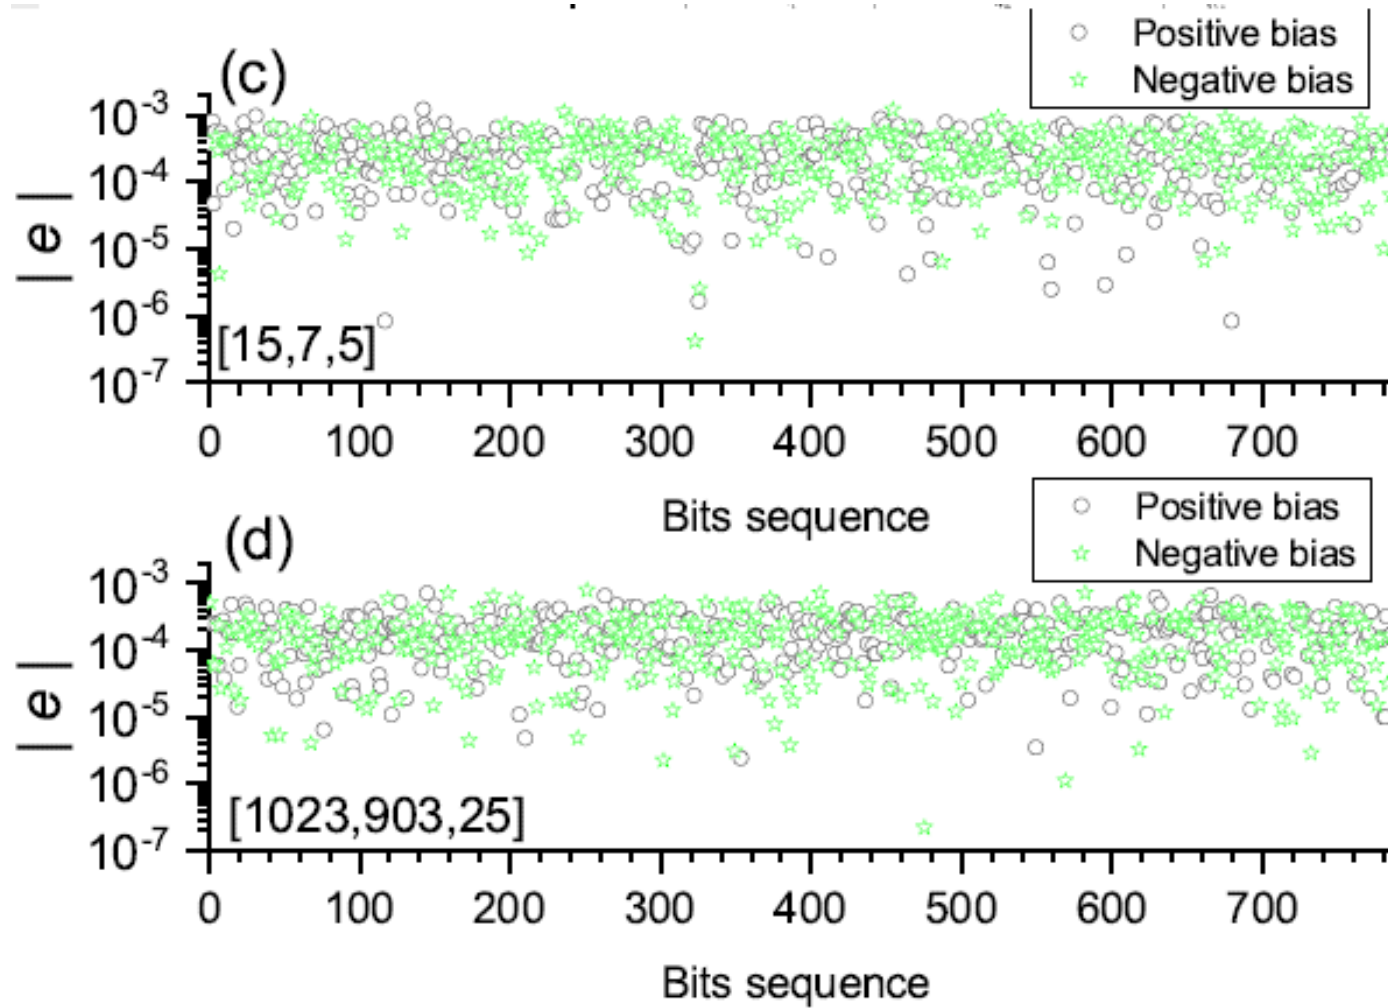 (c)
Positive bias
Negative bias
10-3
10-4
10-5
10-6
10-7
| e |
[15,7,5]
0 100 200 300 400 500 600 700
Bits sequence
(d)
Positive bias
Negative bias
10-3
10-4
10-5
10-6
10-7
| e |
[1023,903,25]
0 100 200 300 400 500 600 700
Bits sequence